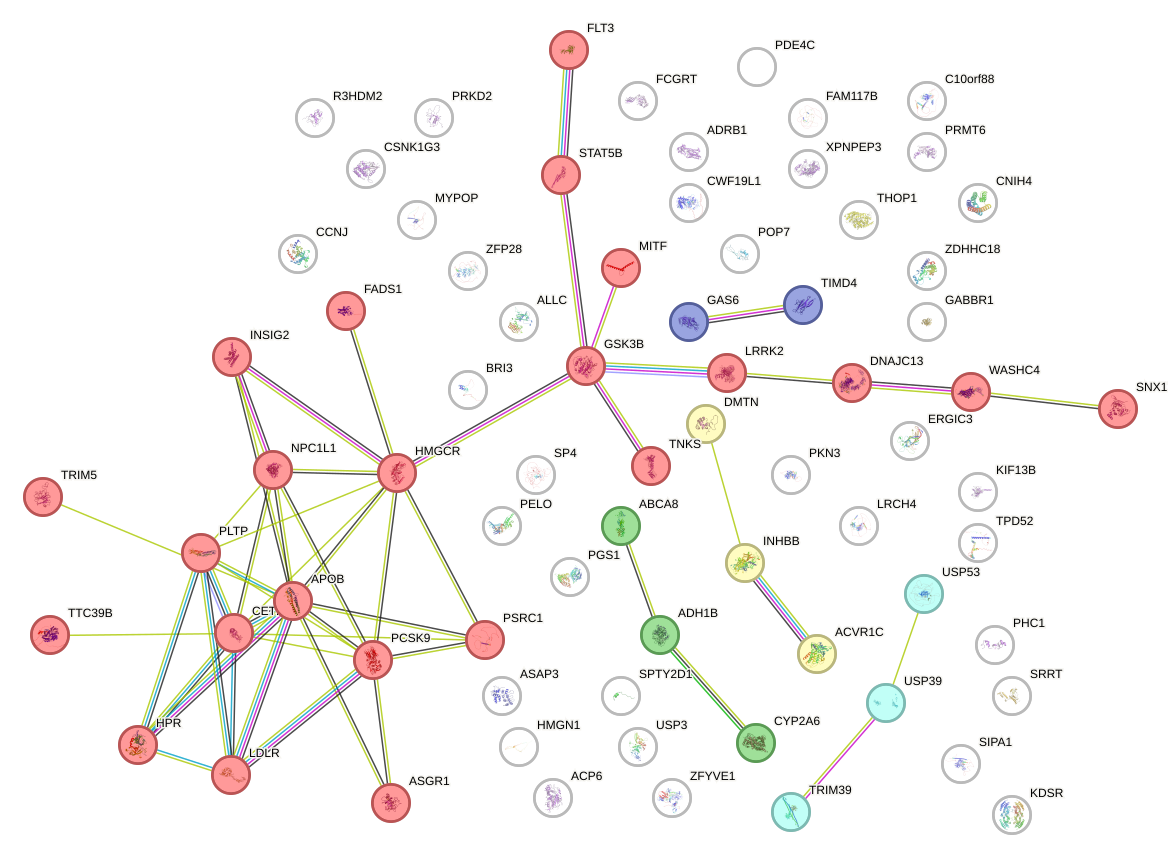 FLT3
PDE4C
FCGRT
C10orf88
R3HDM2
PRKD2
FAM117B
ADRB1
PRMT6
CSNK1G3
STAT5B
XPNPEP3
CWF19L1
CNIH4
MYPOP
THOP1
CCNJ
POP7
MITF
ZFP28
ZDHHC18
TIMD4
FADS1
ALLC
GAS6
GABBR1
INSIG2
GSK3B
LRRK2
BRI3
DNAJC13
WASHC4
SNX1
DMTN
ERGIC3
NPC1L1
HMGCR
TNKS
SP4
PKN3
TRIM5
KIF13B
PELO
ABCA8
LRCH4
TPD52
PLTP
INHBB
PGS1
USP53
APOB
TTC39B
CET
PSRC1
ADH1B
PHC1
PCSK9
ACVR1C
ASAP3
SPTY2D1
USP39
SRRT
HPR
HMGN1
USP3
CYP2A6
LDLR
SIPA1
ASGR1
ACP6
ZFYVE1
TRIM39
KDSR